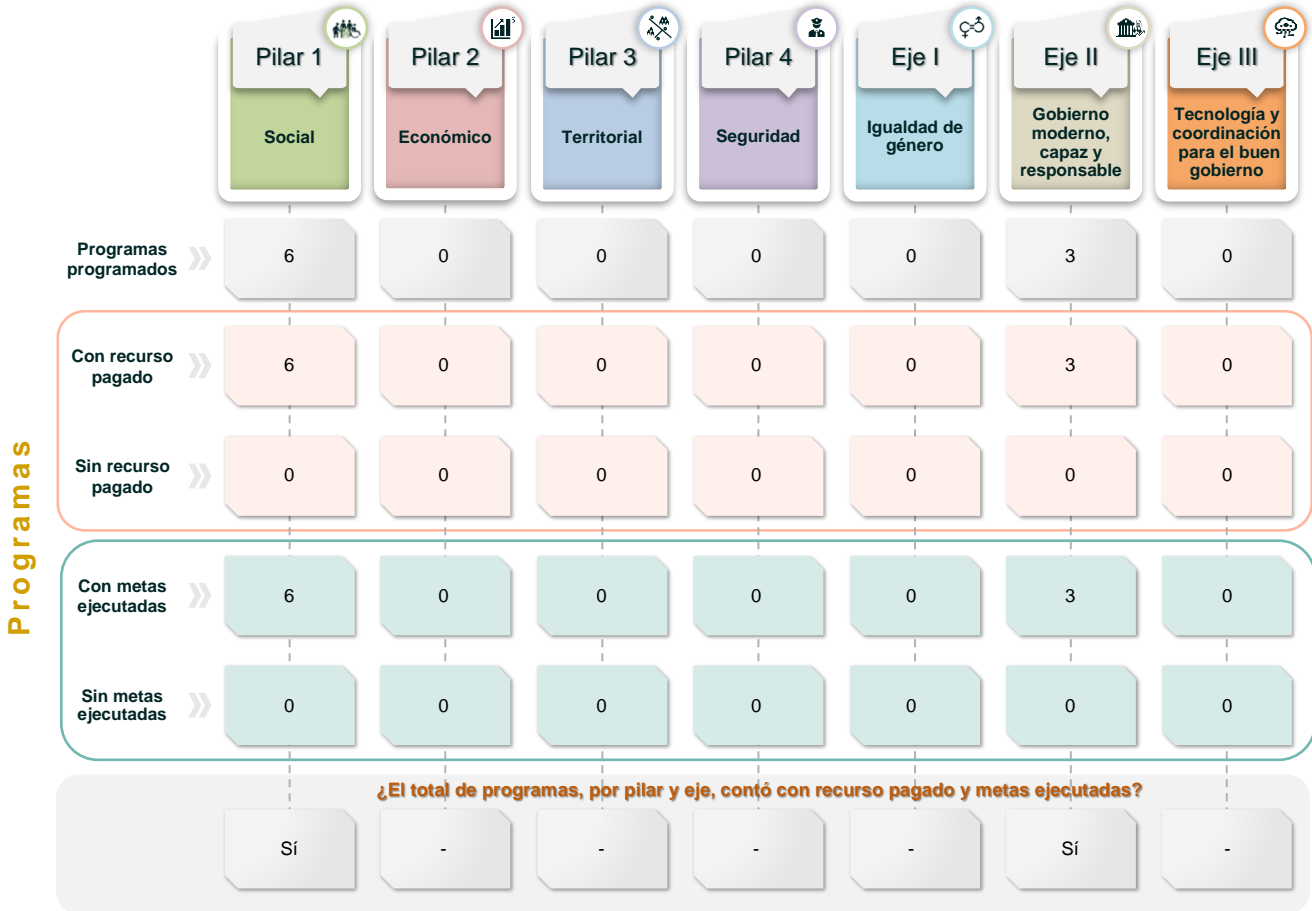 Pilar 1
Pilar 2
Pilar 3
Pilar 4
Eje I
Eje II
Eje III
Social
Económico
Territorial
Seguridad
Igualdad de
género
Gobierno
moderno,
capaz y
responsable
Tecnología y
coordinación
para el buen
gobierno
Programas
Programas
programados
6 0 0 0 0 3 0
Con recurso
pagado
6 0 0 0 0 3 0
Sin recurso
pagado
0 0 0 0 0 0 0
Con metas
ejecutadas
6 0 0 0 0 3 0
Sin metas
ejecutadas
0 0 0 0 0 0 0
¿El total de programas, por pilar y eje, contó con recurso pagado y metas ejecutadas?
Sí - - - - Sí -